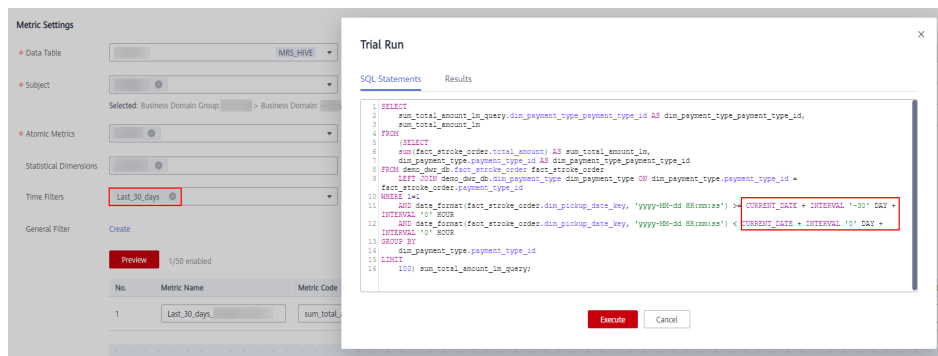 Metric Settings
* Data Table
MRS_HIVE
* Subject
Selected: Business Domain Group: > Business Domain:
* Atomic Metrics
Statistical Dimensions
Time Filters
Last_30_days
General Filter
Create
Preview
1/50 enabled
No.
Metric Name
Metric Code
1
Last_30_days_
sum_total_
Trial Run
SQL Statements
Results
1 SELECT
2 sum_total_amount_lm_query.dim_payment_type_payment_type_id AS dim_payment_type_payment_type_id,
3 sum_total_amount_lm
4 FROM
5 (SELECT
6 sum(fact_stroke_order.total_amount) AS sum_total_amount_lm,
7 dim_payment_type.payment_type_id AS dim_payment_type_payment_type_id
8 FROM demo_dwr_db.fact_stroke_order fact_stroke_order
9 LEFT JOIN demo_dwr_db.dim_payment_type dim_payment_type ON dim_payment_type.payment_type_id =
fact_stroke_order.payment_type_id
10 WHERE 1=1
11 AND date_format(fact_stroke_order.dim_pickup_date_key, 'yyyy-MM-dd HH:mm:ss') >= CURRENT_DATE + INTERVAL '-30' DAY +
INTERVAL '0' HOUR
12 AND date_format(fact_stroke_order.dim_pickup_date_key, 'yyyy-MM-dd HH:mm:ss') < CURRENT_DATE + INTERVAL '0' DAY +
INTERVAL '0' HOUR
13 GROUP BY
14 dim_payment_type.payment_type_id
15 LIMIT
16 100) sum_total_amount_lm_query;
Execute
Cancel